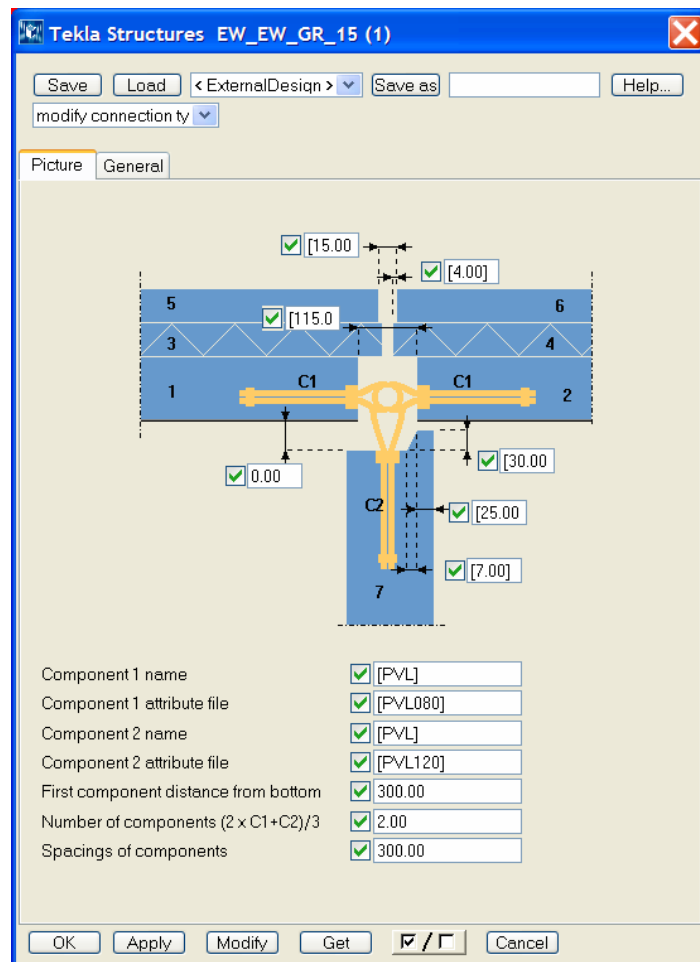 Tekla Structures EW_EW_GR_15 (1)
Save Load < ExternalDesign > Save as Help...
modify connection ty
Picture General
[15.00
[4.00]
5 6
[115.0
3 4
C1 C1
1 2
[30.00
0.00
C2
[25.00
[7.00]
7
Component 1 name [PVL]
Component 1 attribute file [PVL080]
Component 2 name [PVL]
Component 2 attribute file [PVL120]
First component distance from bottom 300.00
Number of components (2 x C1+C2)/3 2.00
Spacings of components 300.00
OK Apply Modify Get / Cancel